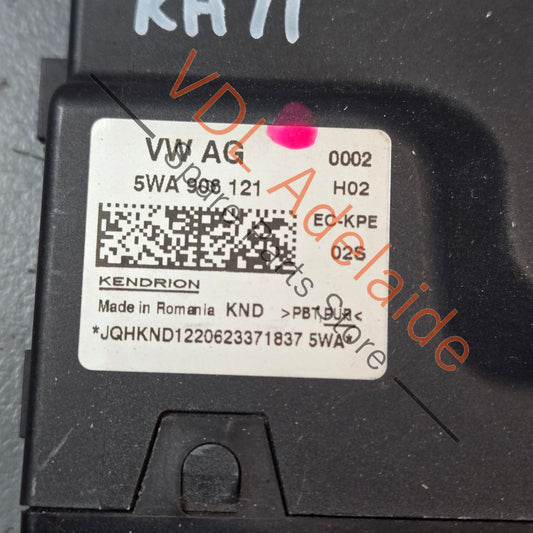 KH71
VW AG 0002
5WA 906 121 H02
EC-KPE
02S
KENDRION
Made in Romania KND >PBT,PUR<
*JQHKND1220623371837 5WA*
VDL Adelaide
Spare Parts Store